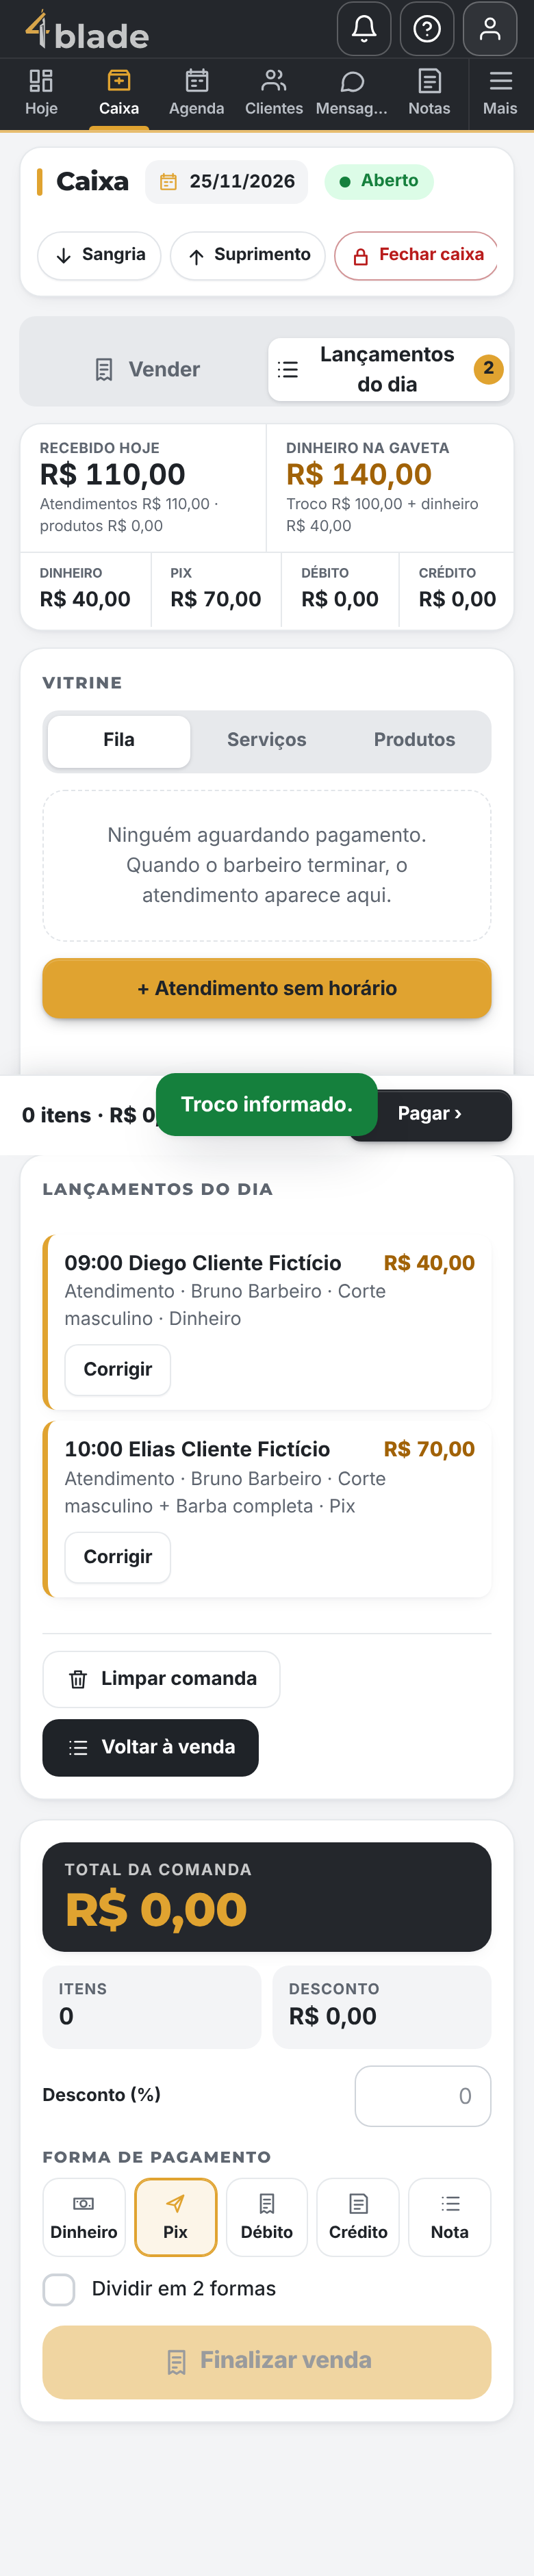 4blade
Hoje
Caixa
Agenda
Clientes
Mensag...
Notas
Mais
Caixa
25/11/2026
Aberto
Sangria
Suprimento
Fechar caixa
Vender
Lançamentos
do dia
2
RECEBIDO HOJE
R$ 110,00
Atendimentos R$ 110,00 ·
produtos R$ 0,00
DINHEIRO NA GAVETA
R$ 140,00
Troco R$ 100,00 + dinheiro
R$ 40,00
DINHEIRO
R$ 40,00
PIX
R$ 70,00
DÉBITO
R$ 0,00
CRÉDITO
R$ 0,00
VITRINE
Fila
Serviços
Produtos
Ninguém aguardando pagamento.
Quando o barbeiro terminar, o
atendimento aparece aqui.
+ Atendimento sem horário
0 itens · R$ 0,
Troco informado.
Pagar ›
LANÇAMENTOS DO DIA
09:00 Diego Cliente Fictício R$ 40,00
Atendimento · Bruno Barbeiro · Corte
masculino · Dinheiro
Corrigir
10:00 Elias Cliente Fictício R$ 70,00
Atendimento · Bruno Barbeiro · Corte
masculino + Barba completa · Pix
Corrigir
Limpar comanda
Voltar à venda
TOTAL DA COMANDA
R$ 0,00
ITENS
0
DESCONTO
R$ 0,00
Desconto (%)
0
FORMA DE PAGAMENTO
Dinheiro
Pix
Débito
Crédito
Nota
Dividir em 2 formas
Finalizar venda